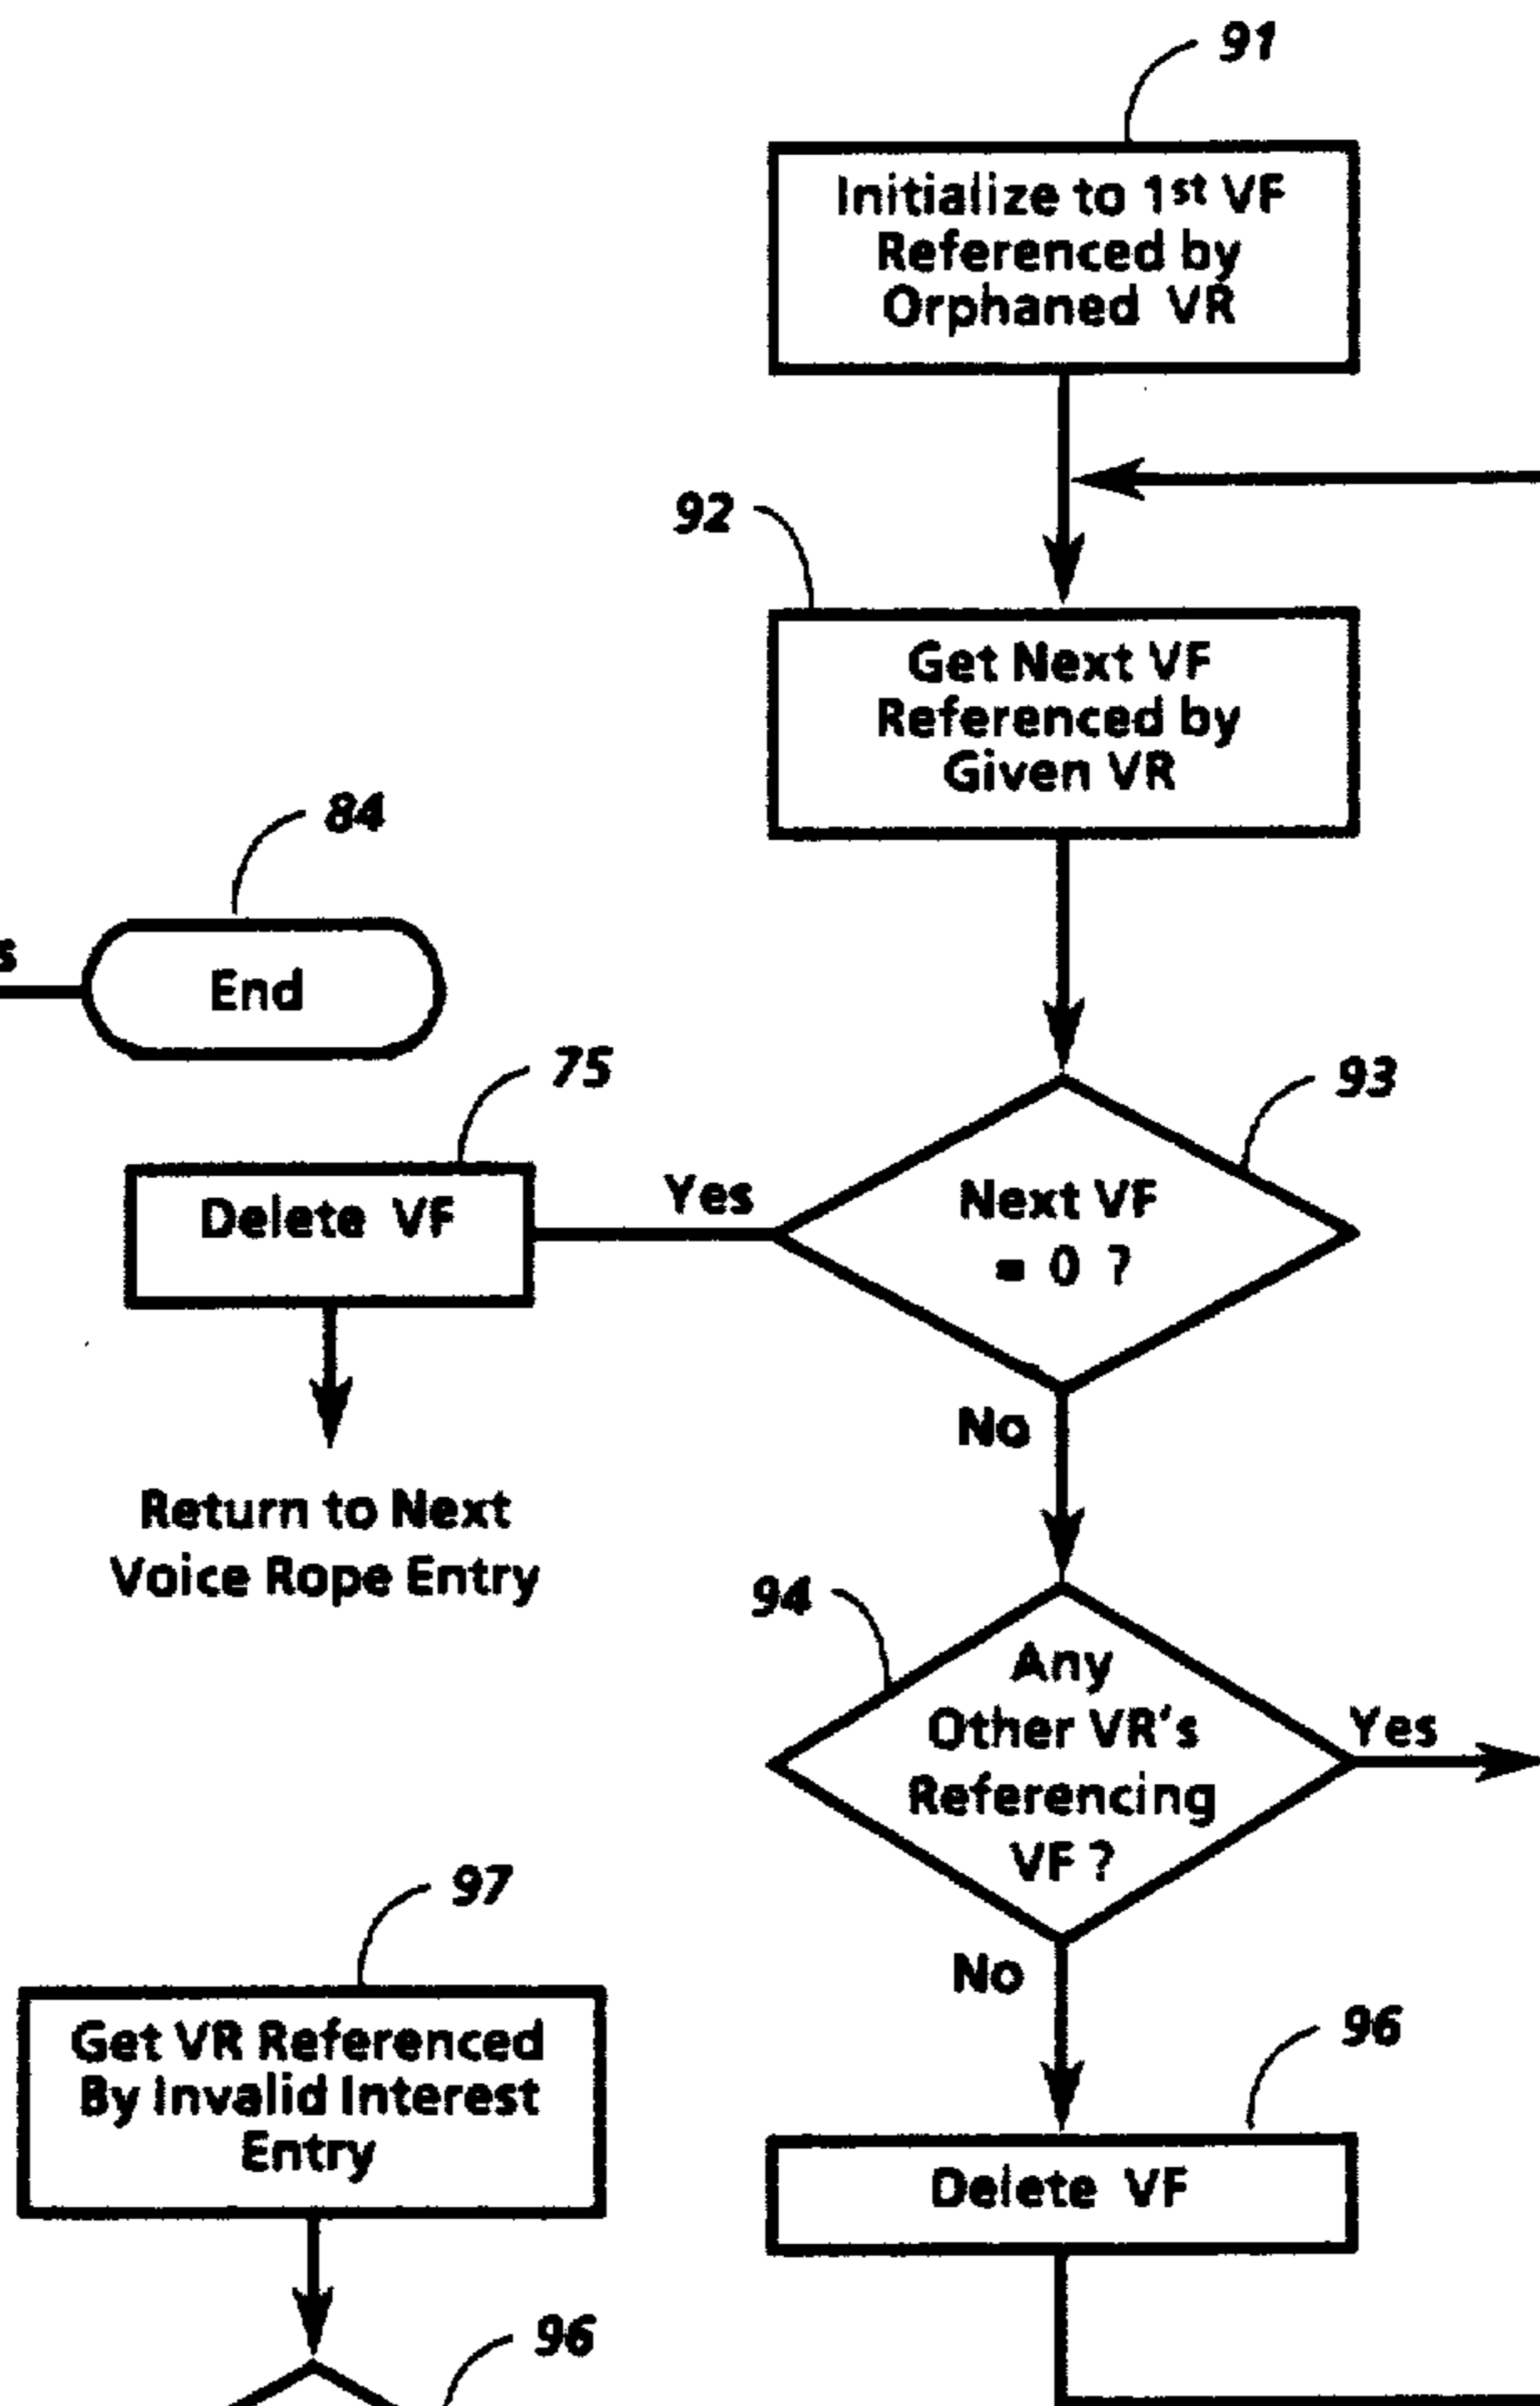 91
Initialize to 1st VF
Referenced by
Orphaned VR
92
Get Next VF
Referenced by
Given VR
84
End
75
Delete VF
Yes
93
Next VF
= 0 ?
No
Return to Next
Voice Rope Entry
94
Any
Other VR's
Referencing
VF ?
Yes
No
97
Get VR Referenced
By Invalid Interest
Entry
96
Delete VF
96